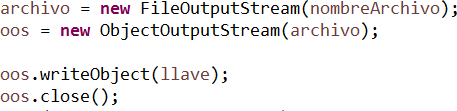 archivo = new FileOutputStream(nombreArchivo);
oos = new ObjectOutputStream(archivo);
oos.writeObject(llave);
oos.close();